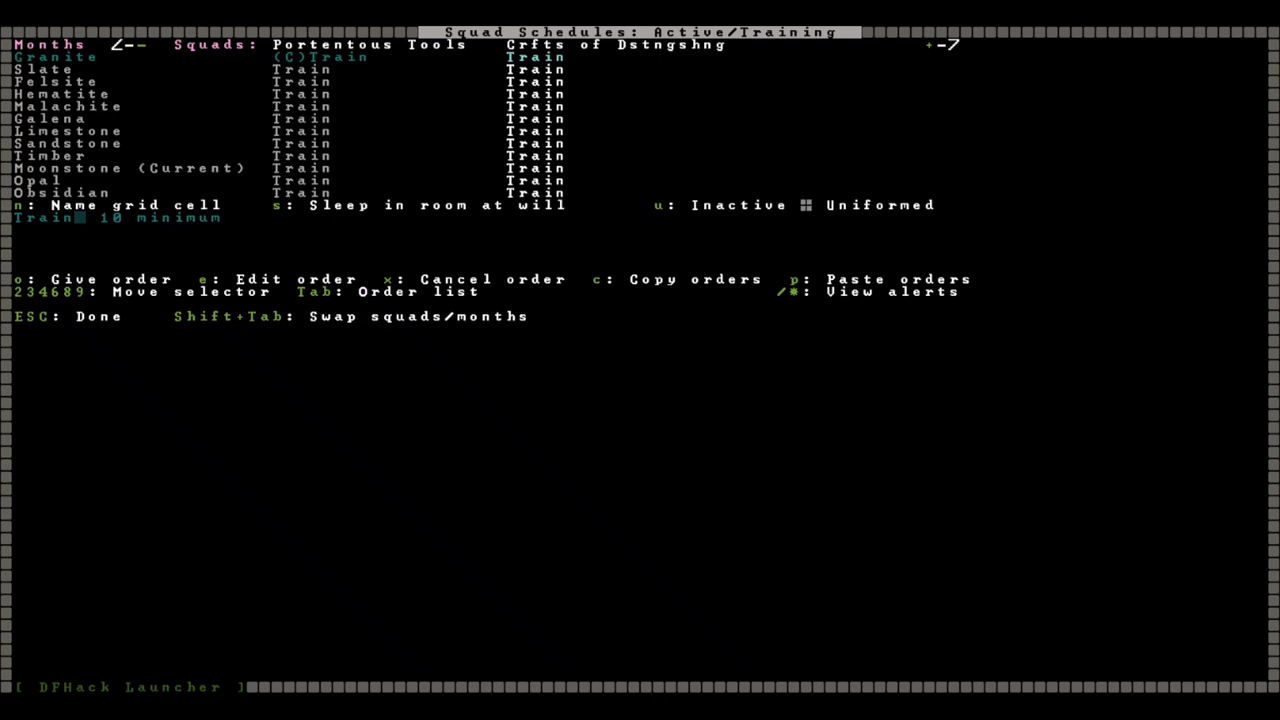 Squad Schedules: Active/Training
Months /-- Squads: Portentous Tools Crfts of Dstngshng +-7
Granite (C)Train Train
Slate Train Train
Felsite Train Train
Hematite Train Train
Malachite Train Train
Galena Train Train
Limestone Train Train
Sandstone Train Train
Timber Train Train
Moonstone (Current) Train Train
Opal Train Train
Obsidian Train Train
n: Name grid cell s: Sleep in room at will u: Inactive = Uniformed
Train 10 minimum
o: Give order e: Edit order x: Cancel order c: Copy orders p: Paste orders
234689: Move selector Tab: Order list /*: View alerts
ESC: Done Shift+Tab: Swap squads/months
[ DFHack Launcher ]